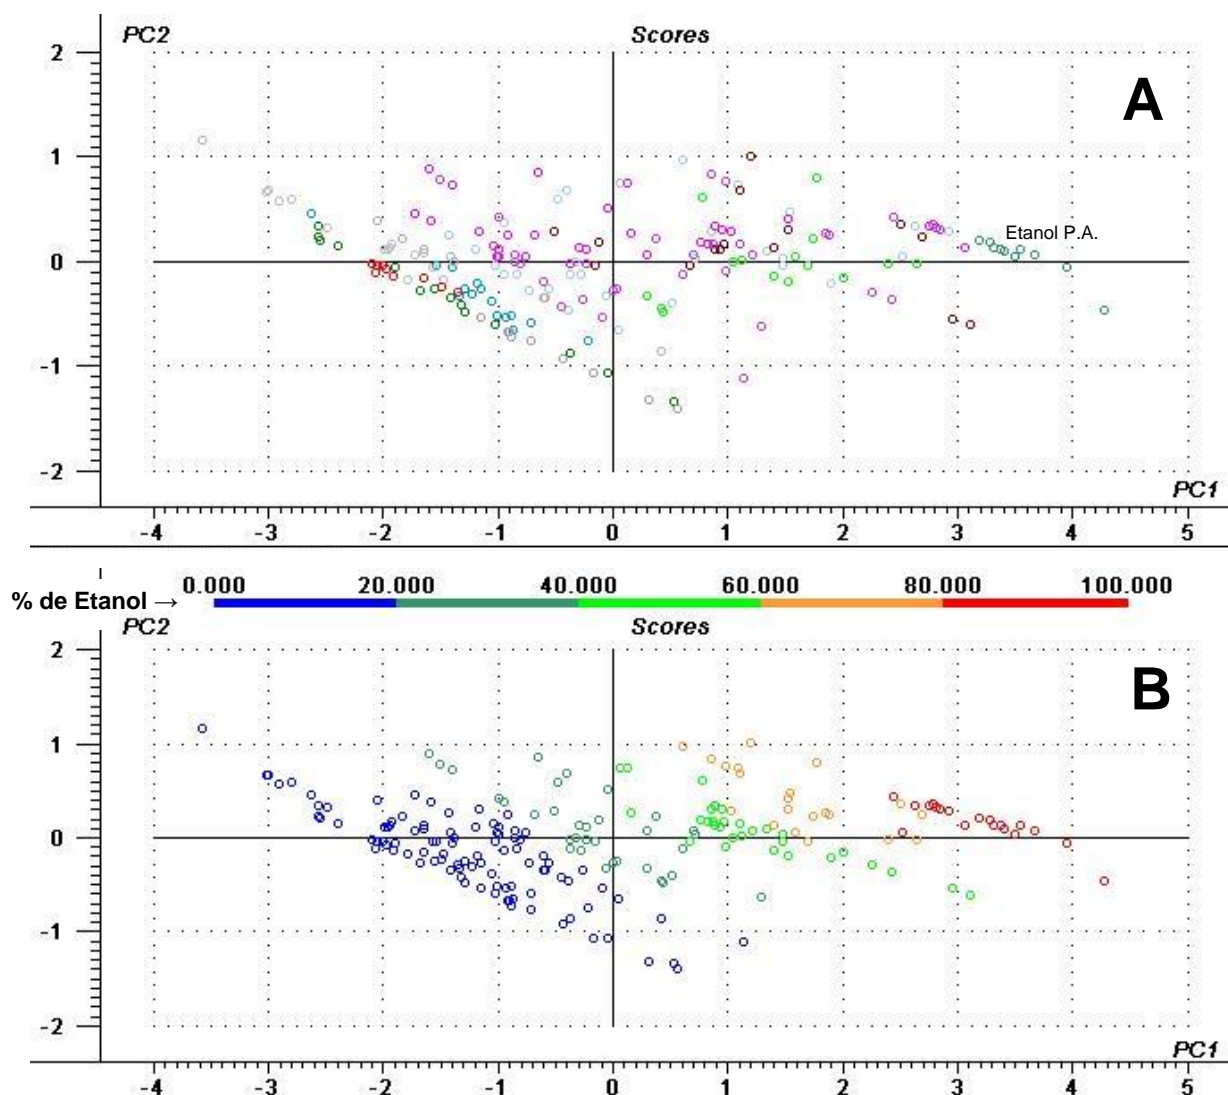 PC2 Scores
A
2
1
Etanol P.A.
0
-1
-2
PC1
-4 -3 -2 -1 0 1 2 3 4 5
0.000 20.000 40.000 60.000 80.000 100.000
% de Etanol →
PC2 Scores
2
B
1
0
-1
-2
PC1
-4 -3 -2 -1 0 1 2 3 4 5